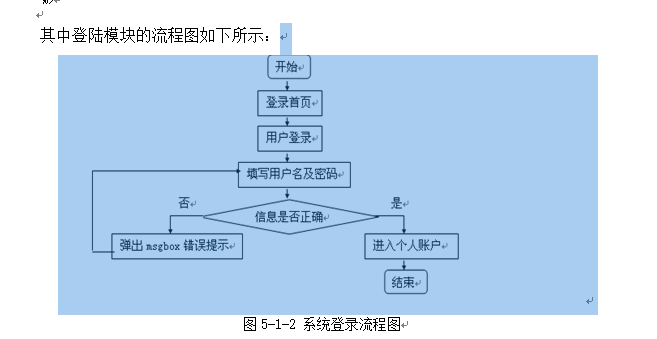 其中登陆模块的流程图如下所示：
开始
登录首页
用户登录
填写用户名及密码
否
是
信息是否正确
弹出 msgbox 错误提示
进入个人账户
结束
图 5-1-2 系统登录流程图